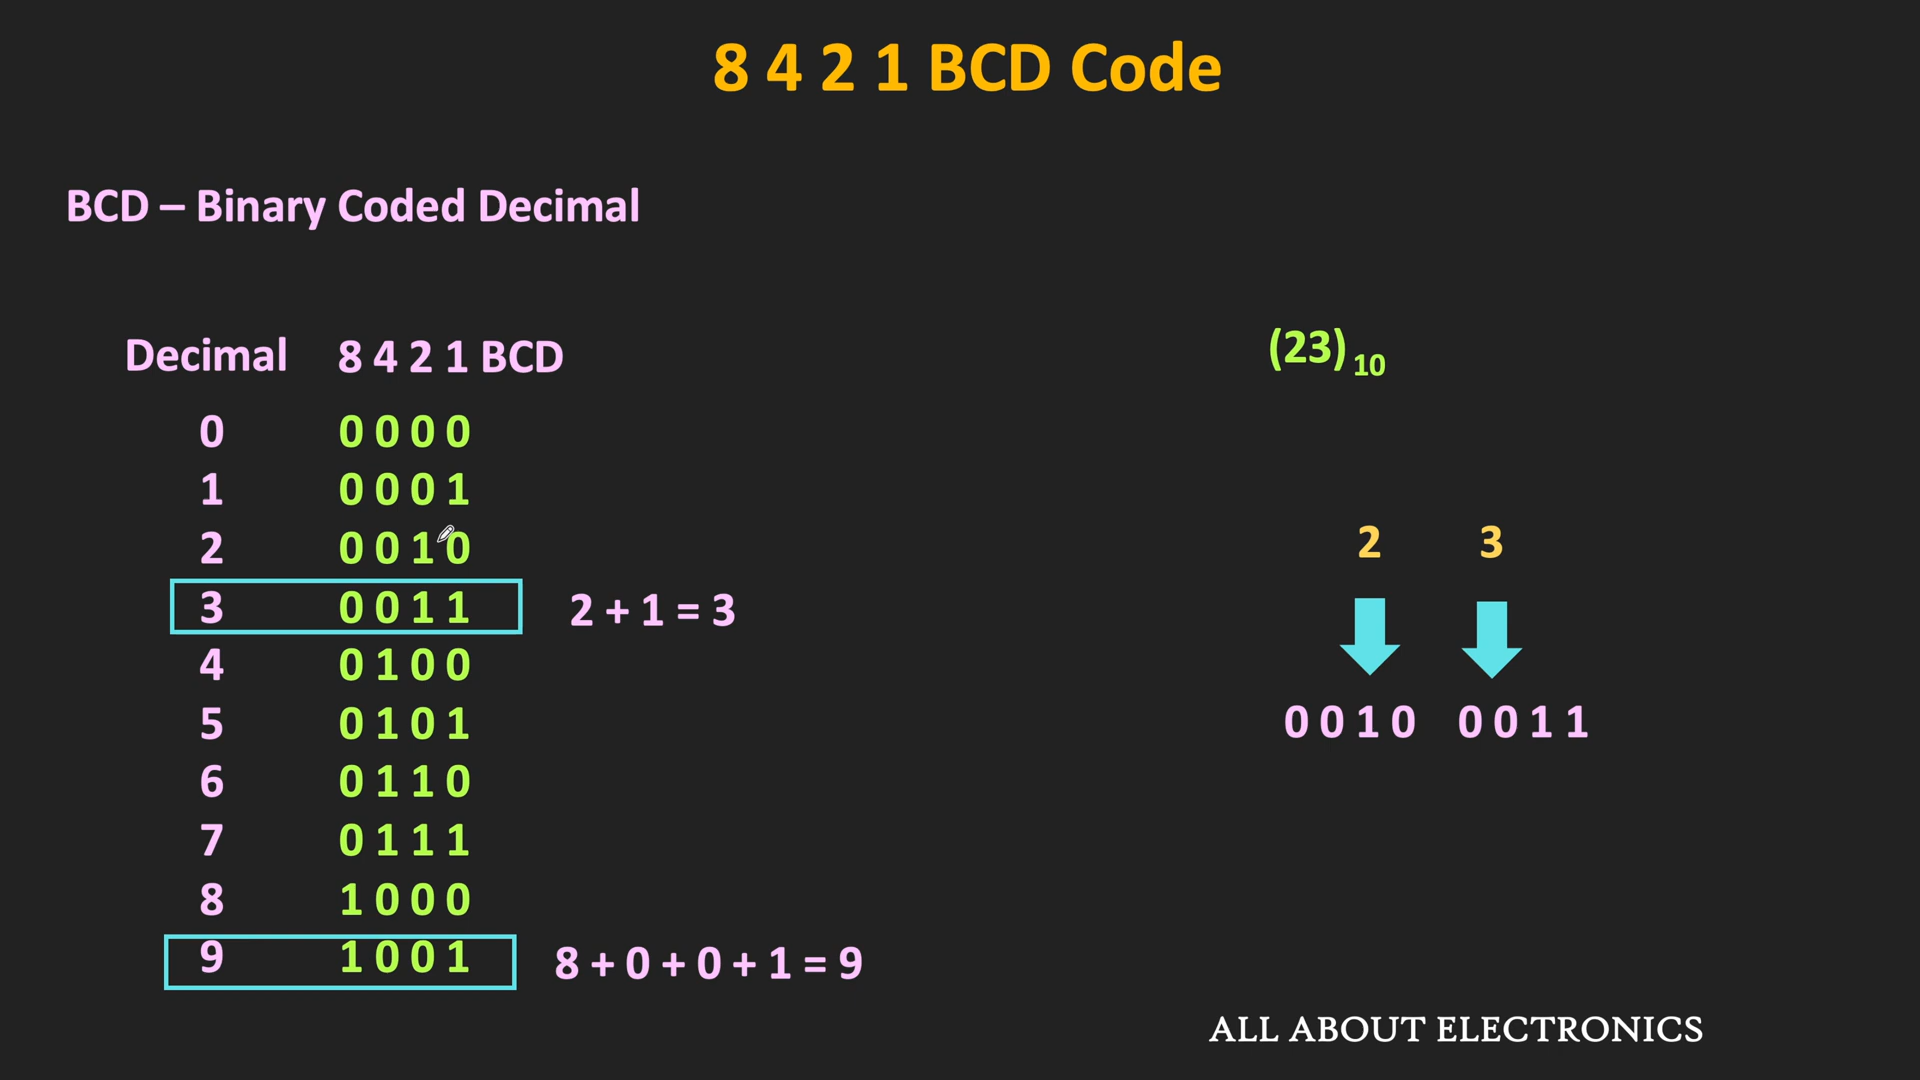 8 4 2 1 BCD Code
BCD – Binary Coded Decimal
Decimal 8 4 2 1 BCD
0 0 0 0 0
1 0 0 0 1
2 0 0 1 0
3 0 0 1 1 2 + 1 = 3
4 0 1 0 0
5 0 1 0 1
6 0 1 1 0
7 0 1 1 1
8 1 0 0 0
9 1 0 0 1 8 + 0 + 0 + 1 = 9
(23) 10
2 3
0 0 1 0 0 0 1 1
ALL ABOUT ELECTRONICS